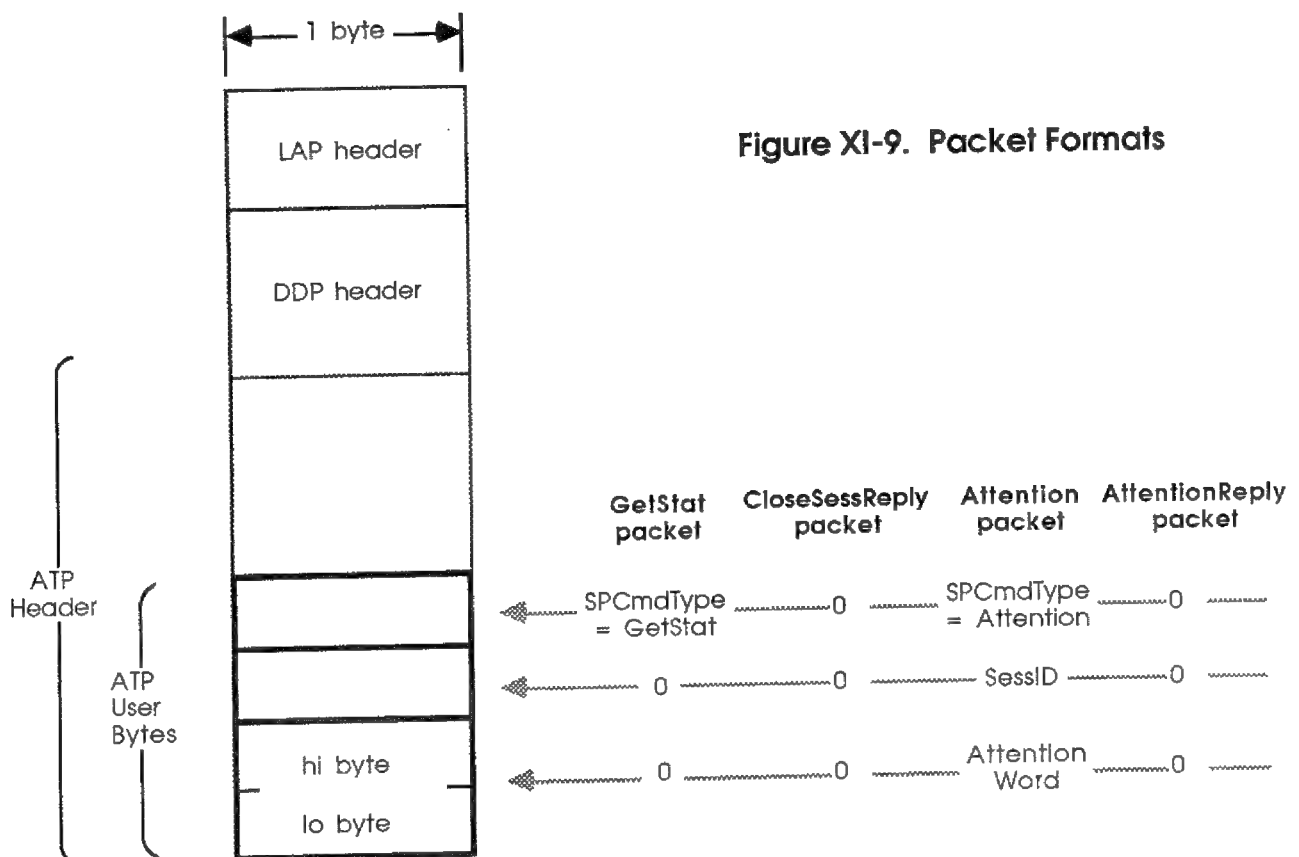 1 byte
LAP header
Figure XI-9. Packet Formats
DDP header
GetStat packet
CloseSessReply packet
Attention packet
AttentionReply packet
ATP Header
ATP User Bytes
SPCmdType = GetStat
0
SPCmdType = Attention
0
0
0
SessID
0
hi byte
lo byte
0
0
Attention Word
0